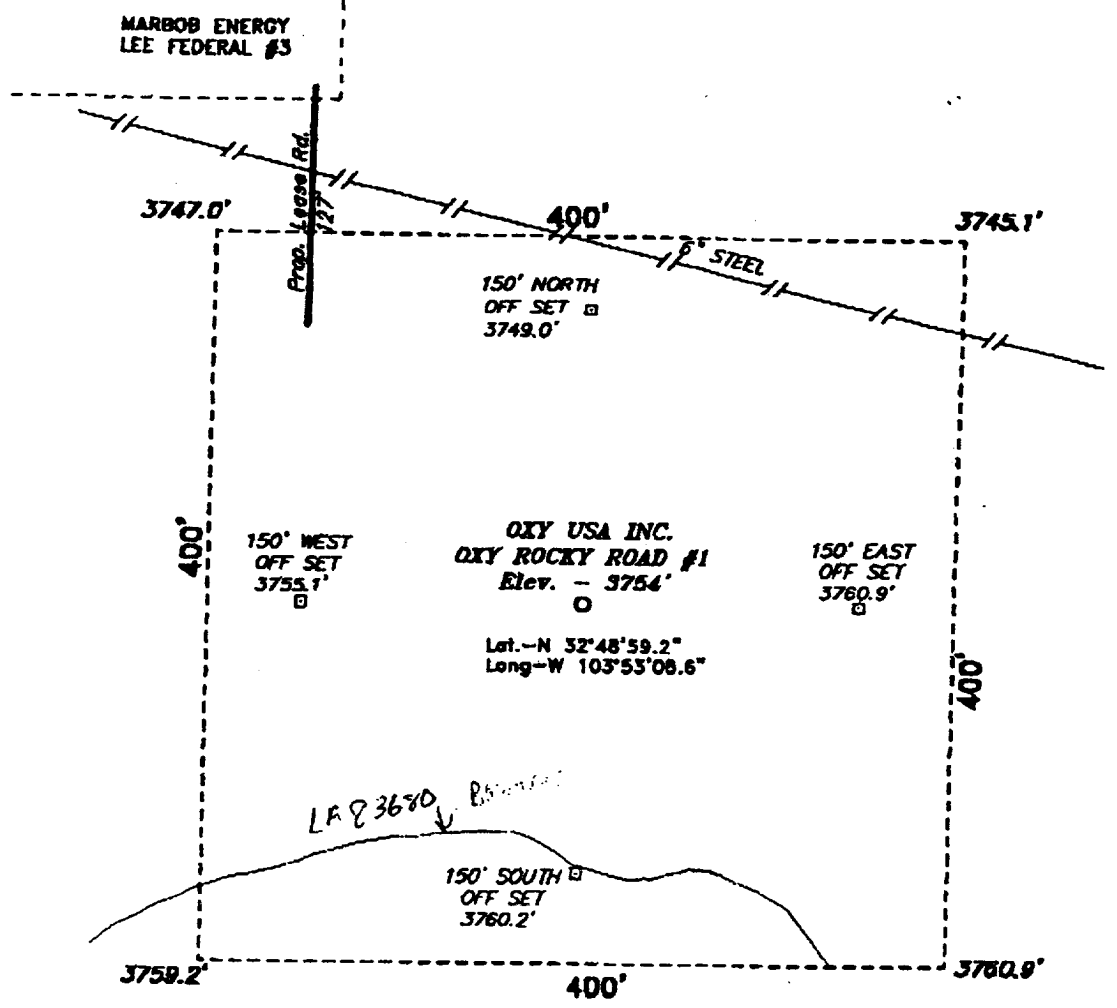 MARBOB ENERGY
LEE FEDERAL #3
Prop. Lease Rd.
127'
3747.0'
400'
3745.1'
6" STEEL
150' NORTH
OFF SET
3749.0'
400'
150' WEST
OFF SET
3755.1'
OXY USA INC.
OXY ROCKY ROAD #1
Elev. - 3754'
150' EAST
OFF SET
3760.9'
Lat.-N 32°48'59.2"
Long-W 103°53'08.6"
400'
150' SOUTH
OFF SET
3760.2'
3759.2'
400'
3760.9'